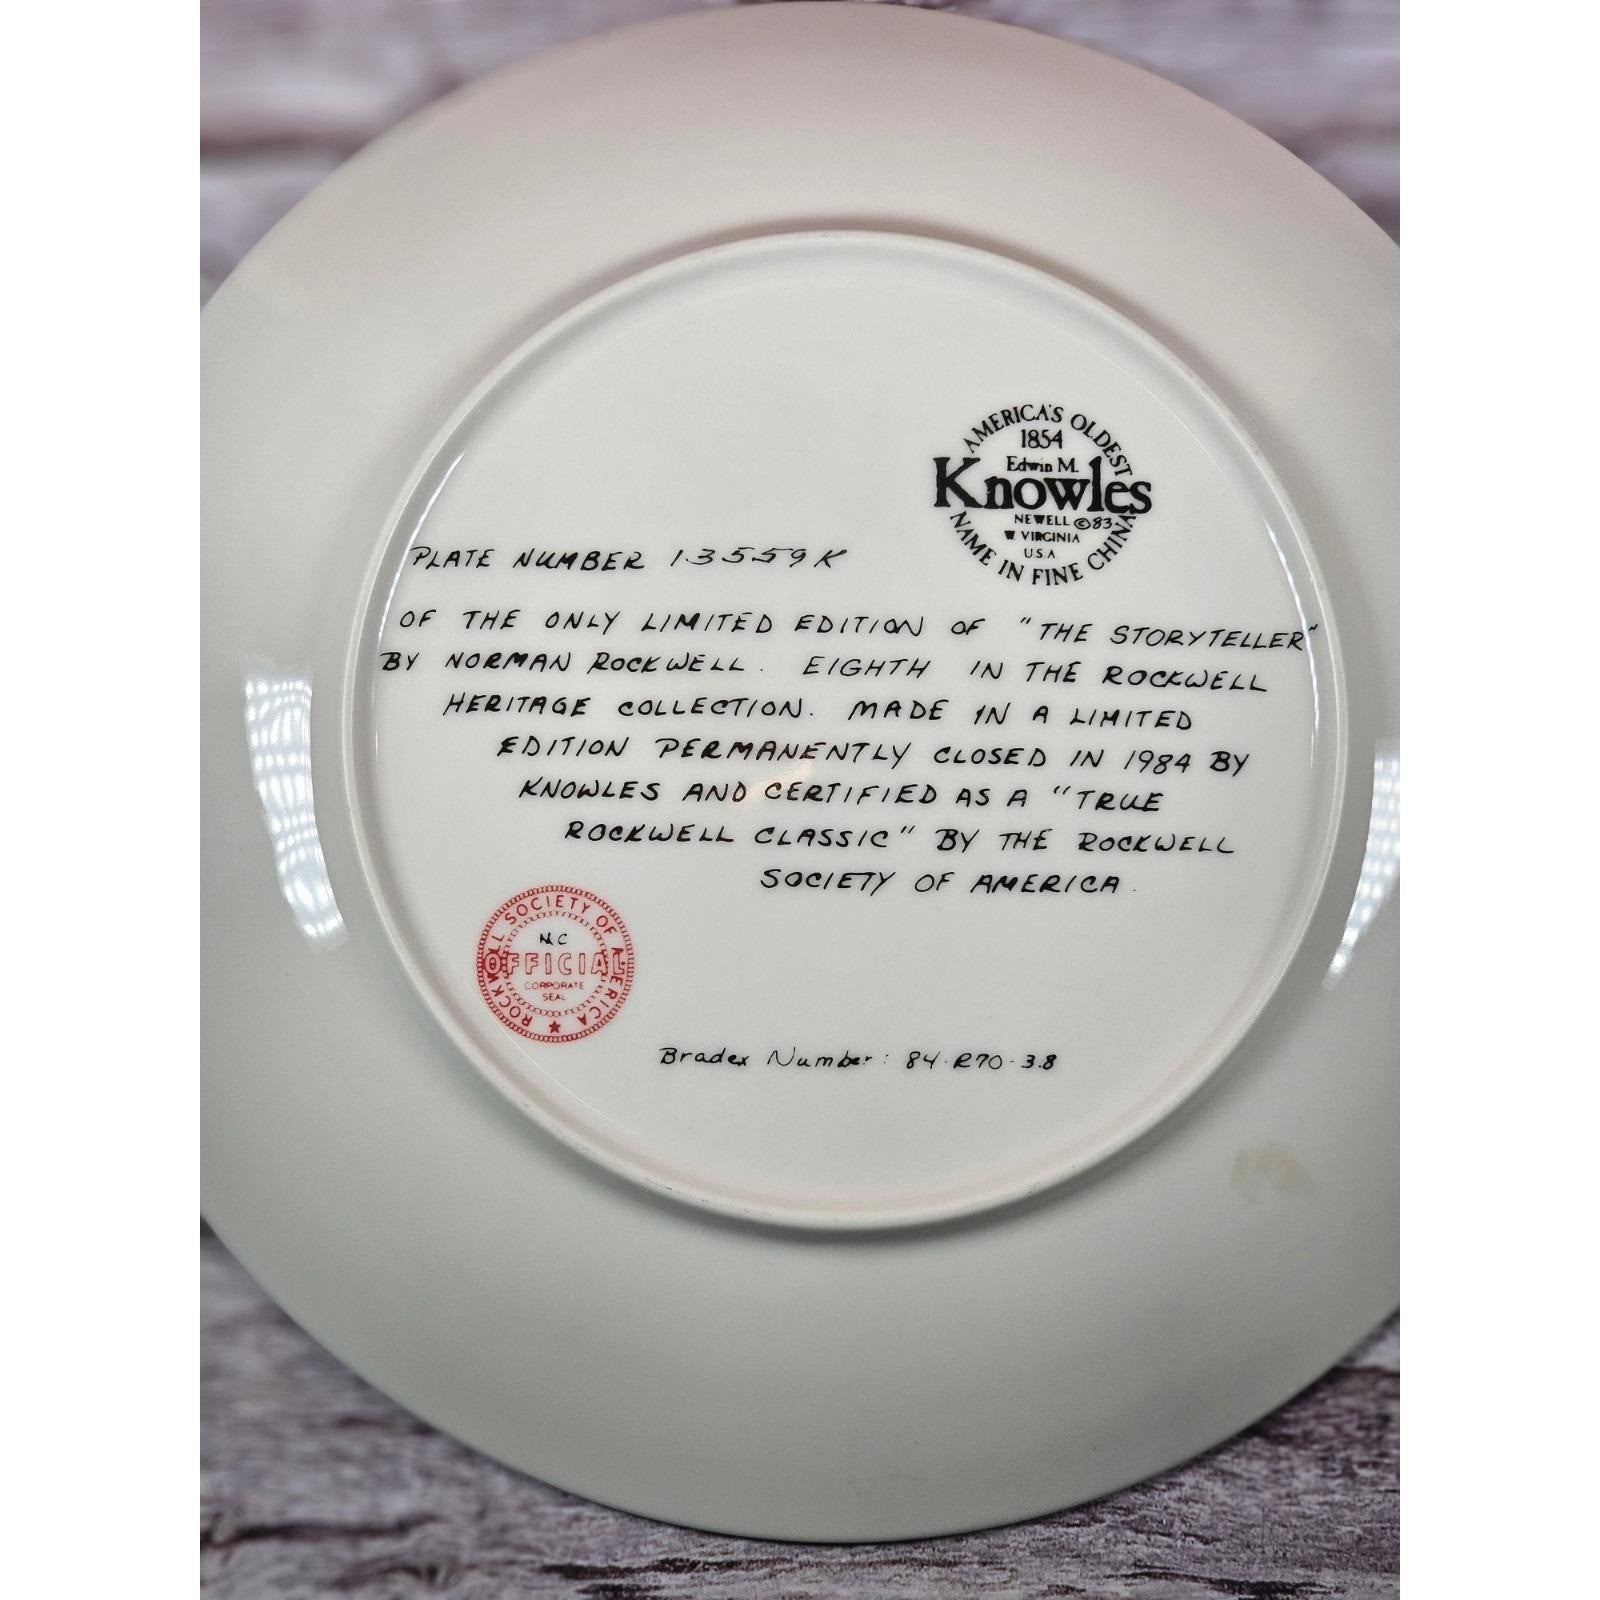 AMERICA'S OLDEST
1854
Edwin M.
Knowles
NEWELL ©83
W. VIRGINIA
U.S.A.
NAME IN FINE CHINA
PLATE NUMBER 13559K
OF THE ONLY LIMITED EDITION OF "THE STORYTELLER"
BY NORMAN ROCKWELL. EIGHTH IN THE ROCKWELL
HERITAGE COLLECTION. MADE IN A LIMITED
EDITION PERMANENTLY CLOSED IN 1984 BY
KNOWLES AND CERTIFIED AS A "TRUE
ROCKWELL CLASSIC" BY THE ROCKWELL
SOCIETY OF AMERICA.
ROCKWELL SOCIETY OF AMERICA
N.C
OFFICIAL
CORPORATE
SEAL
Bradex Number: 84-R70-3.8